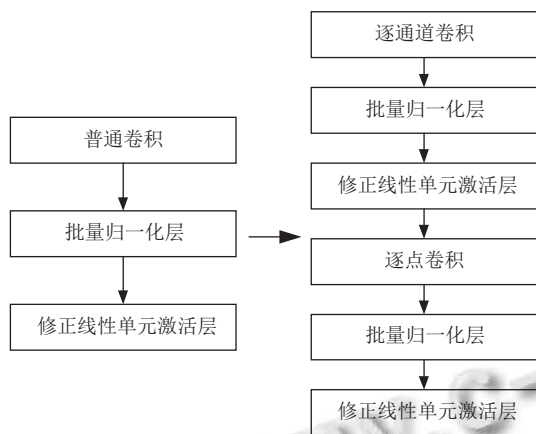 普通卷积
批量归一化层
修正线性单元激活层
逐通道卷积
批量归一化层
修正线性单元激活层
逐点卷积
批量归一化层
修正线性单元激活层